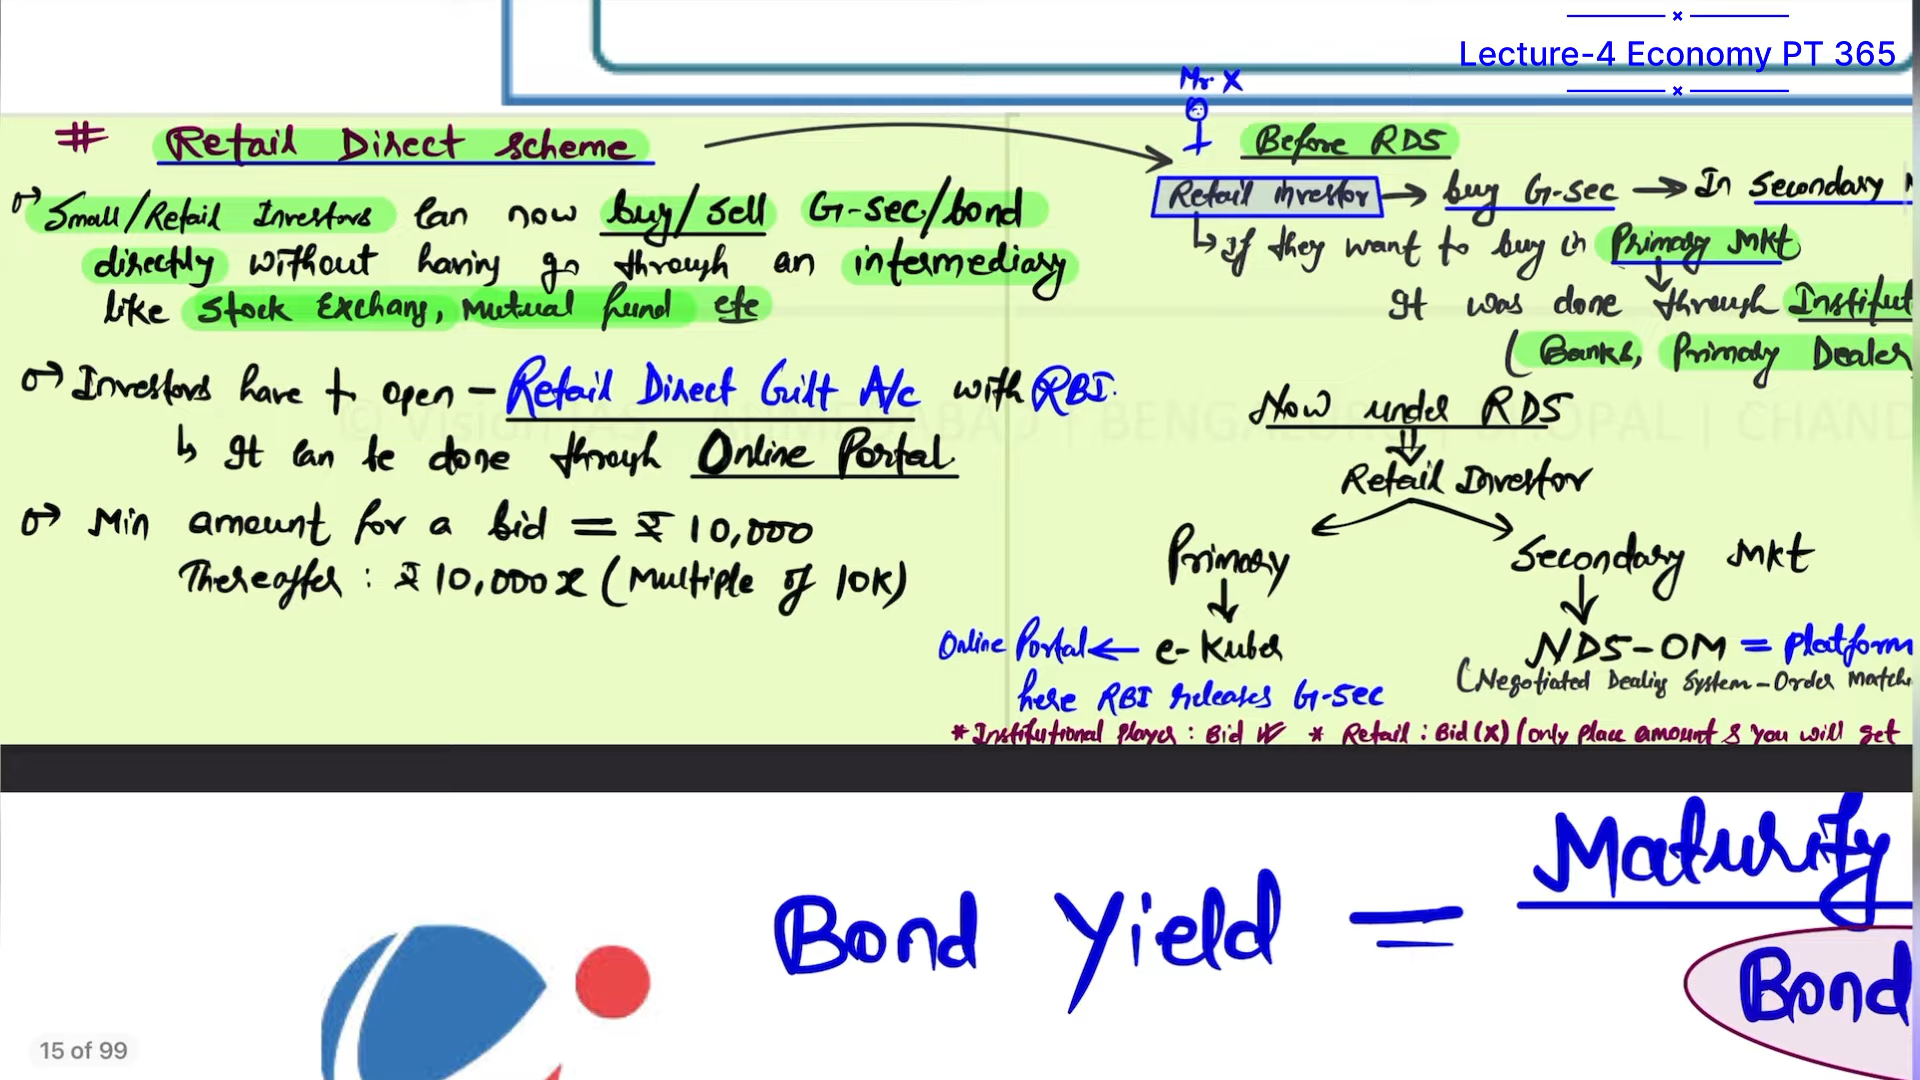 Lecture-4 Economy PT 365
# Retail Direct scheme
Small/Retail Investors can now buy/sell G-sec/bond
directly without having go through an intermediary
like Stock Exchang, Mutual fund etc
Investors have t open - Retail Direct Gilt A/c with RBI.
It can be done through Online Portal
Min amount for a bid = ₹ 10,000
Thereafter : ₹ 10,000x (Multiple of 10K)
Mr. X
Before RDS
Retail investor → buy G-sec → In Secondary
If they want to buy in Primary Mkt
It was done through
(Banks, Primary Dealer
Now under RDS
Retail Investor
Primary Secondary Mkt
Online Portal ← e-Kuber NDS-OM = platform
here RBI releases G-sec (Negotiated Dealing System-Order
* Institutional Player : Bid * Retail : Bid (x) (only place amount & you will get
Bond Yield = Maturity
Bond
15 of 99